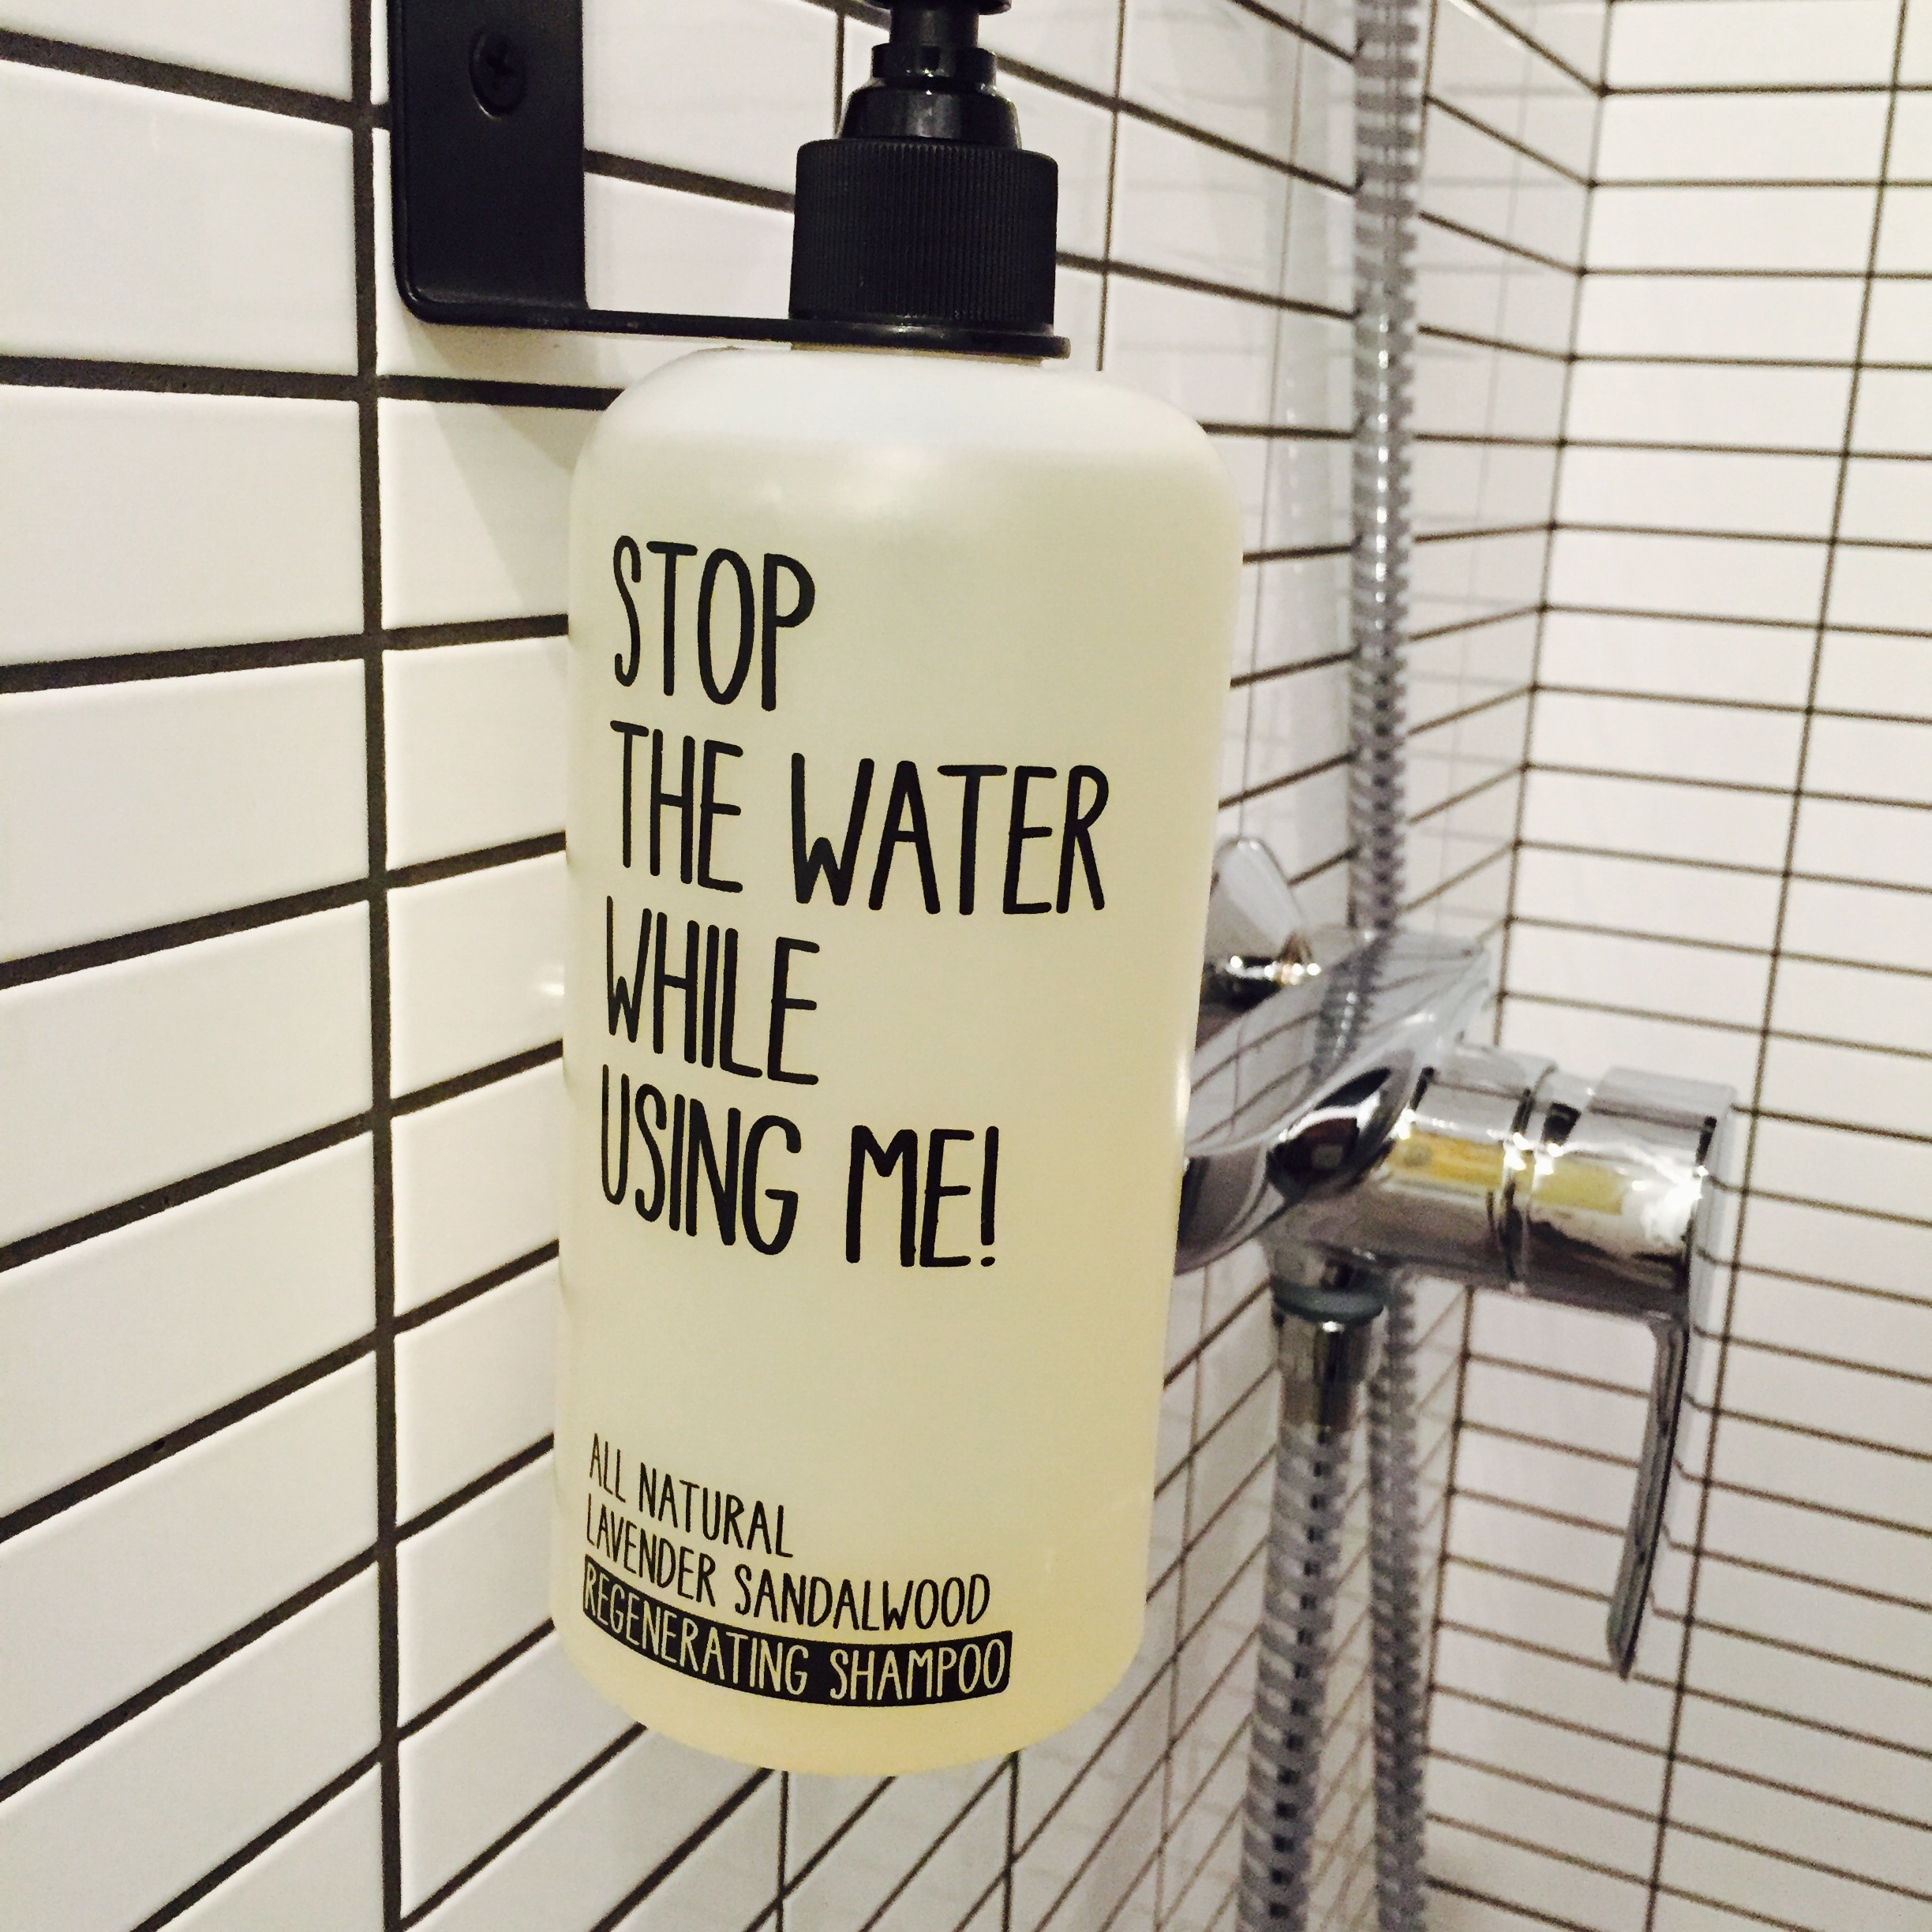 STOP
THE WATER
WHILE
USING ME!
ALL NATURAL
LAVENDER SANDALWOOD
REGENERATING SHAMPOO